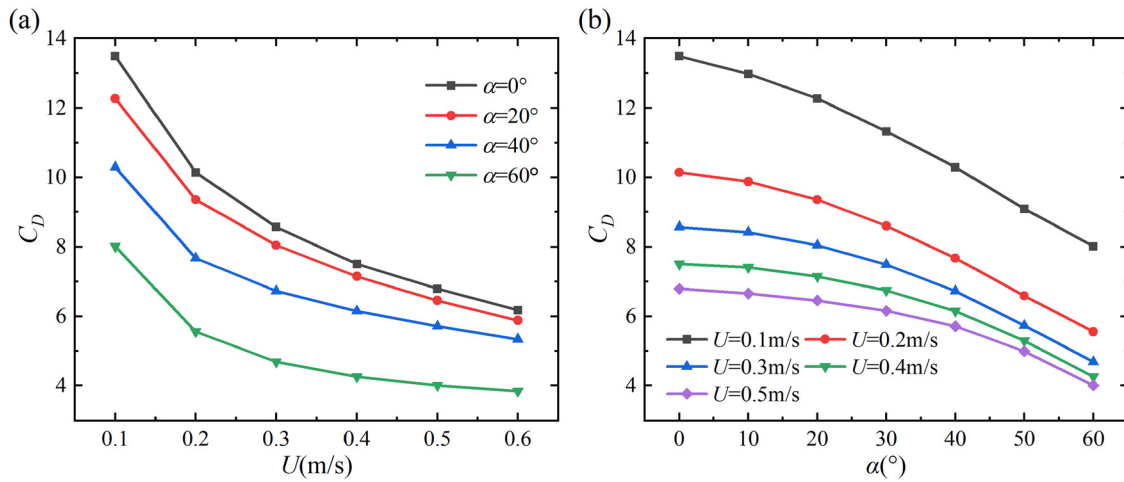 (a)
14
12
10
8
6
4
C_D
0.1 0.2 0.3 0.4 0.5 0.6
U(m/s)
α=0°
α=20°
α=40°
α=60°
(b)
14
12
10
8
6
4
C_D
0 10 20 30 40 50 60
α(°)
U=0.1m/s U=0.2m/s
U=0.3m/s U=0.4m/s
U=0.5m/s